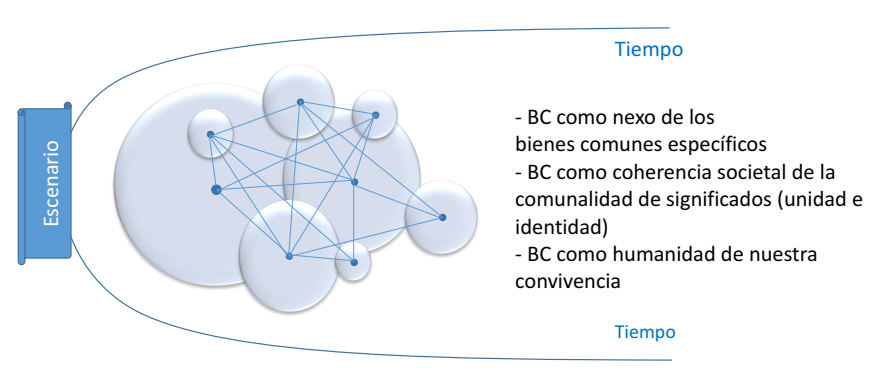 Tiempo
Escenario
- BC como nexo de los
bienes comunes específicos
- BC como coherencia societal de la
comunalidad de significados (unidad e
identidad)
- BC como humanidad de nuestra
convivencia
Tiempo